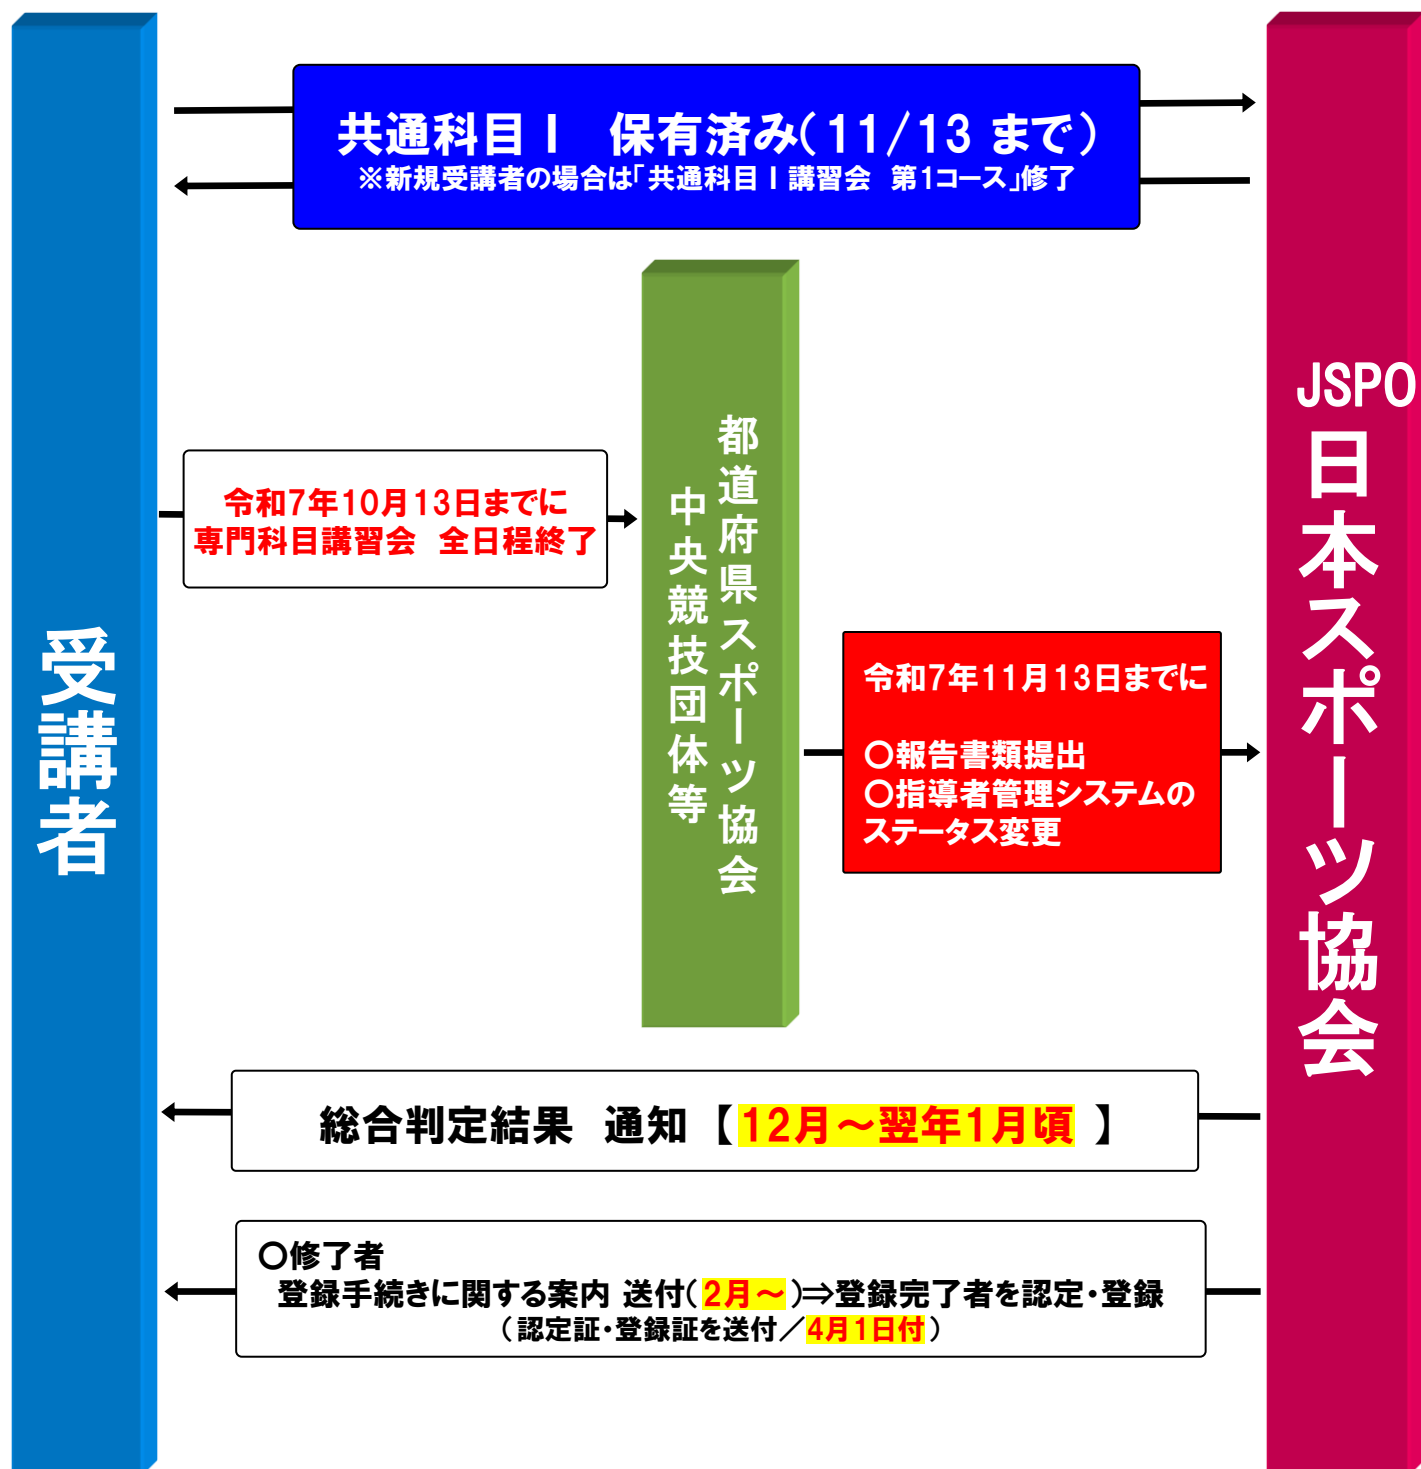 共通科目Ⅰ　保有済み(11/13 まで)
※新規受講者の場合は「共通科目Ⅰ講習会　第1コース」修了
受講者
令和7年10月13日までに
専門科目講習会　全日程終了
都道府県スポーツ協会
中央競技団体等
令和7年11月13日までに
〇報告書類提出
〇指導者管理システムの
ステータス変更
JSPO
日本スポーツ協会
総合判定結果　通知【12月～翌年1月頃 】
〇修了者
登録手続きに関する案内 送付(2月～)⇒登録完了者を認定・登録
（認定証・登録証を送付／4月1日付）